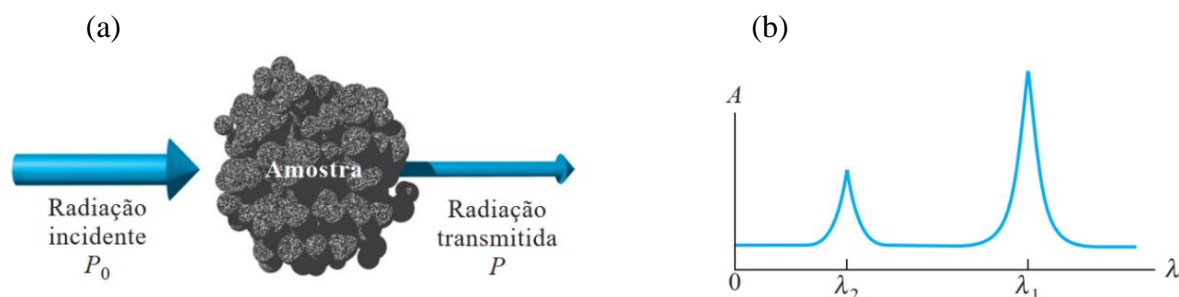 (a)
(b)
Amostra
Radiação
incidente
P₀
Radiação
transmitida
P
A
0
λ₂
λ₁
λ